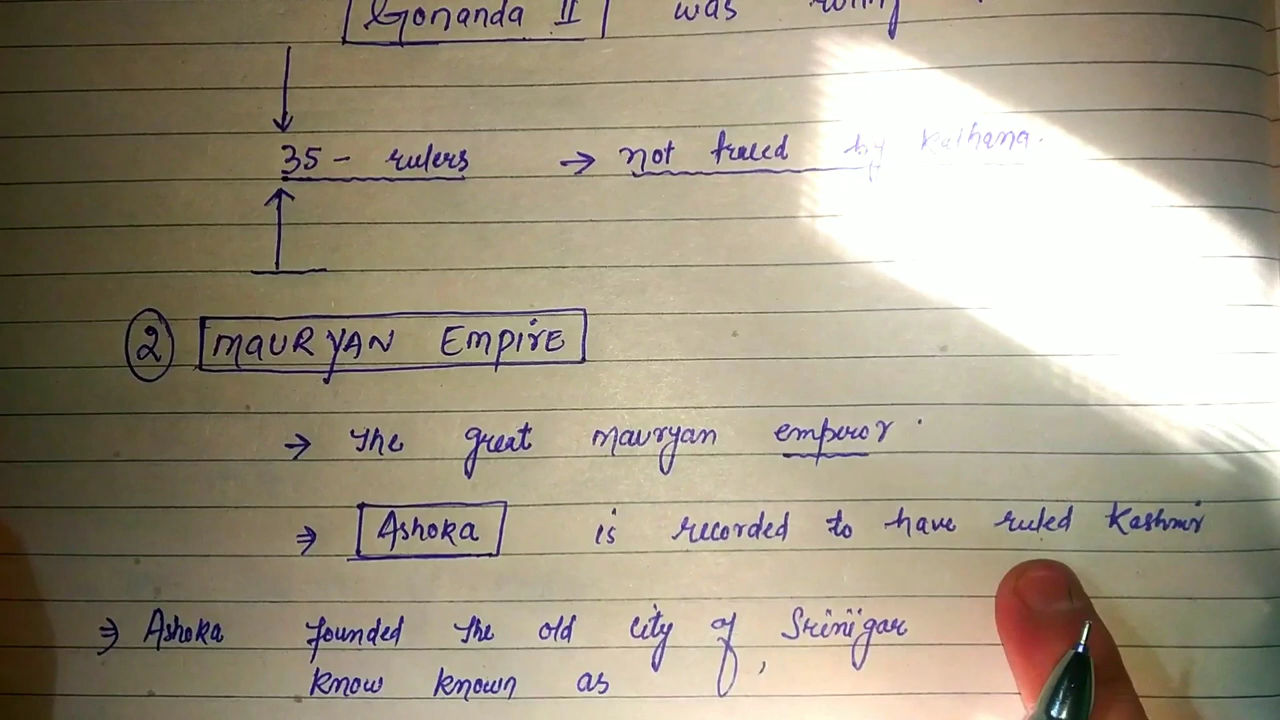 Gonanda II was
35 - rulers → not traced by Kalhana.
② MAURYAN EMPIRE
→ The great mauryan emperor.
⇒ Ashoka is recorded to have ruled Kashmir
⇒ Ashoka founded the old city of Srinigar
know known as ,